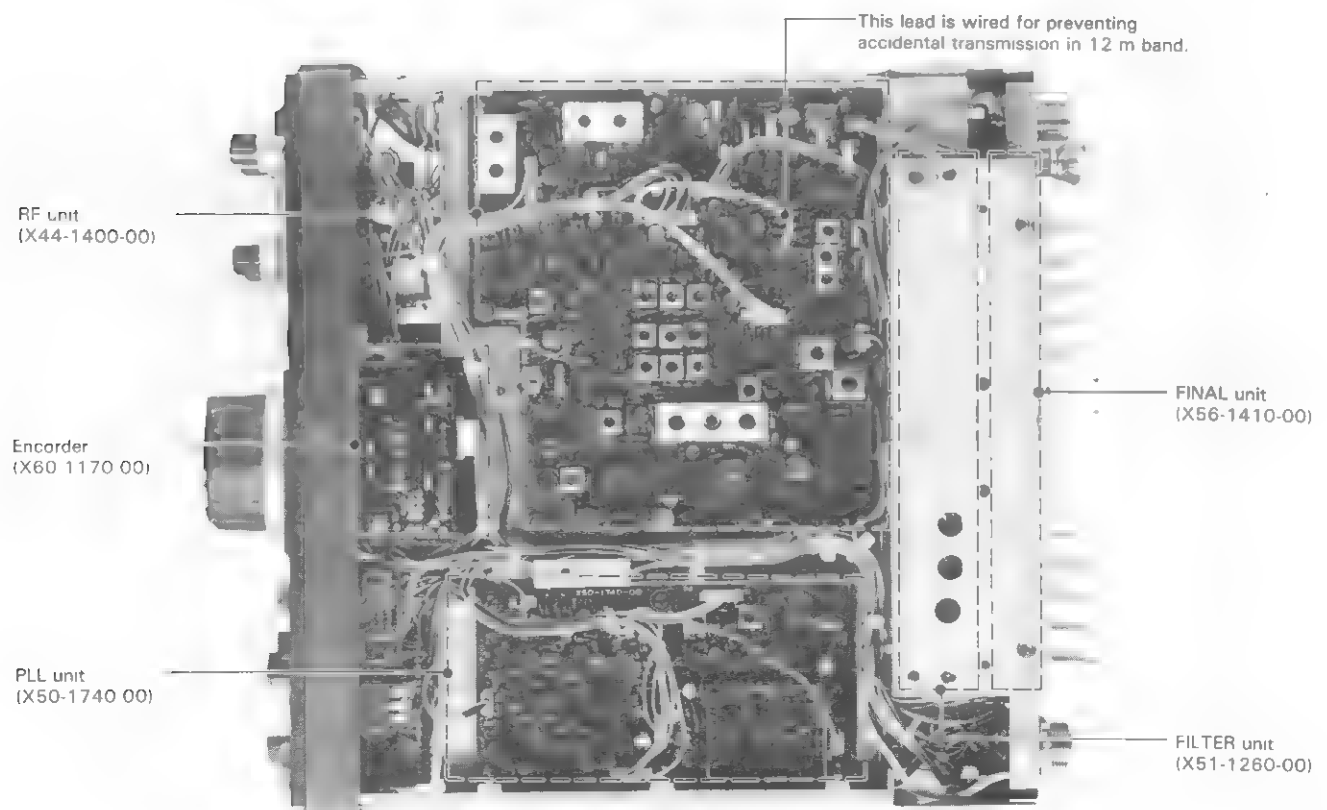 This lead is wired for preventing
accidental transmission in 12 m band.
RF unit
(X44-1400-00)
Encorder
(X60 1170 00)
FINAL unit
(X56-1410-00)
X50-1740-00
PLL unit
(X50-1740 00)
FILTER unit
(X51-1260-00)